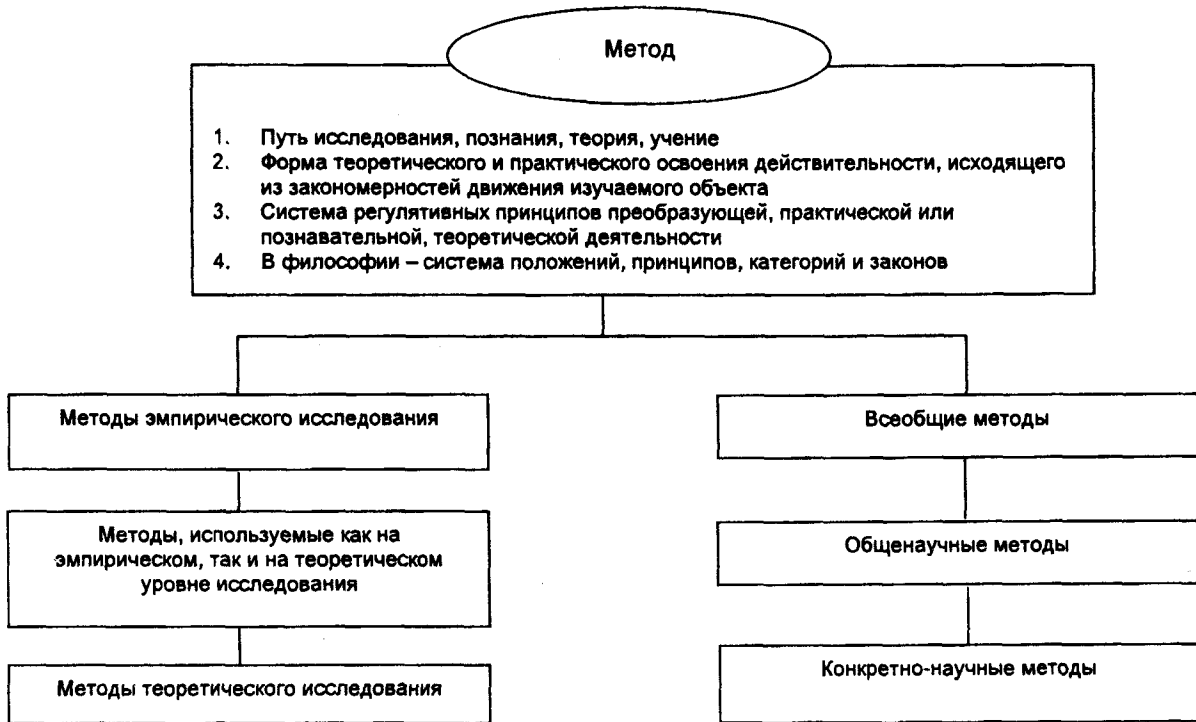 Метод
1. Путь исследования, познания, теория, учение
2. Форма теоретического и практического освоения действительности, исходящего
из закономерностей движения изучаемого объекта
3. Система регулятивных принципов преобразующей, практической или
познавательной, теоретической деятельности
4. В философии – система положений, принципов, категорий и законов
Методы эмпирического исследования
Методы, используемые как на
эмпирическом, так и на теоретическом
уровне исследования
Методы теоретического исследования
Всеобщие методы
Общенаучные методы
Конкретно-научные методы